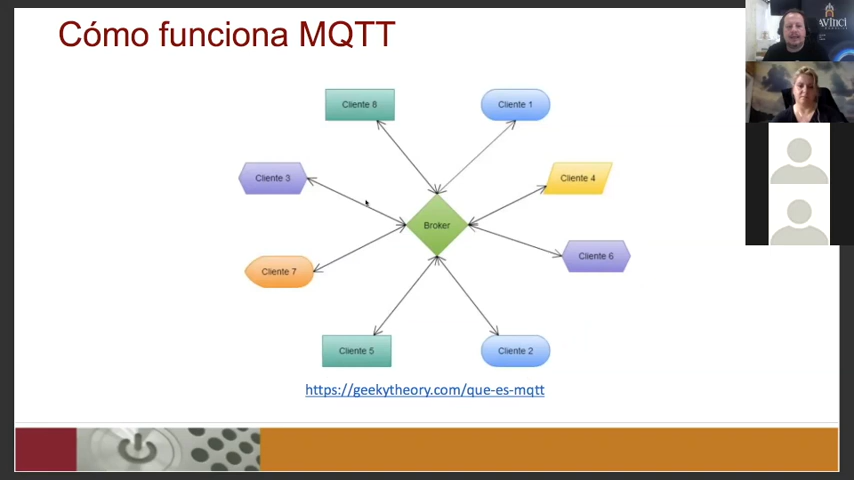 Cómo funciona MQTT
Cliente 8
Cliente 1
Cliente 3
Cliente 4
Broker
Cliente 7
Cliente 6
Cliente 5
Cliente 2
https://geekytheory.com/que-es-mqtt